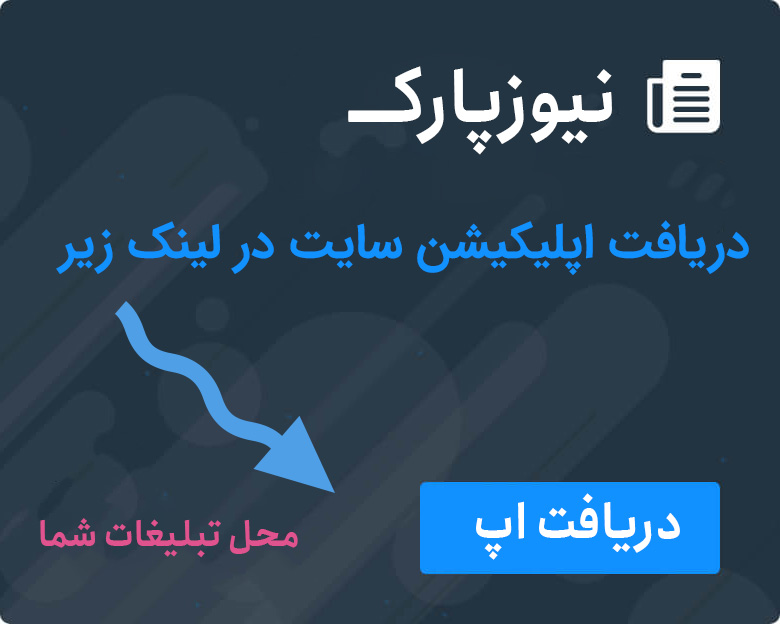 نیوزپارک
دریافت اپلیکیشن سایت در لینک زیر
دریافت اپ
محل تبلیغات شما